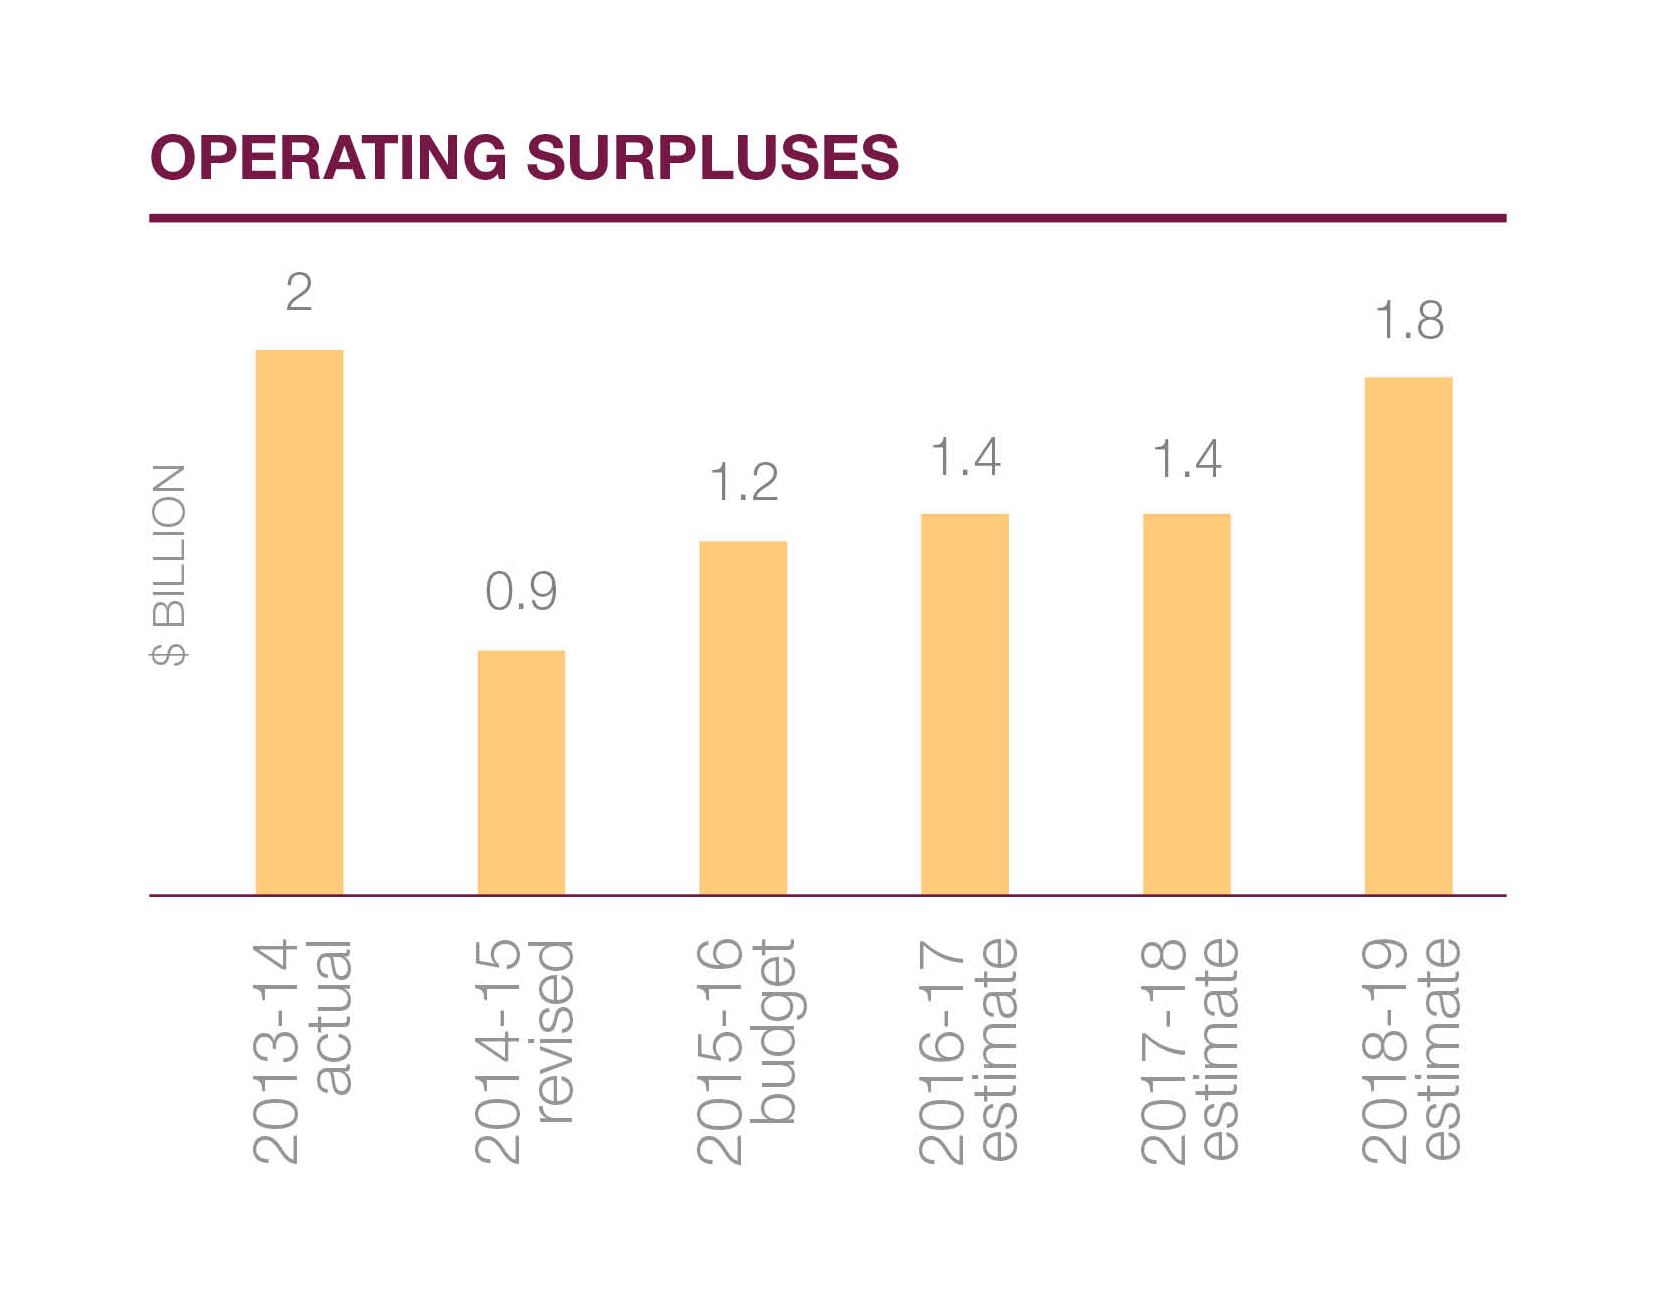 OPERATING SURPLUSES
2
0.9
1.2
1.4
1.4
1.8
$ BILLION
2013-14
actual
2014-15
revised
2015-16
budget
2016-17
estimate
2017-18
estimate
2018-19
estimate